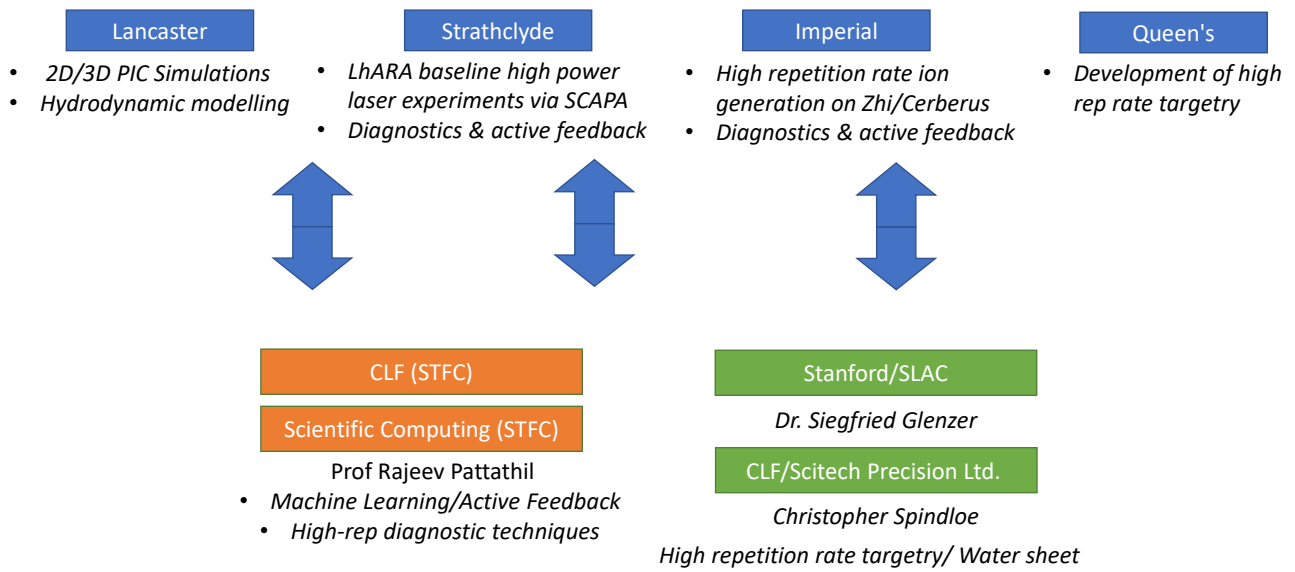 Lancaster
• 2D/3D PIC Simulations
• Hydrodynamic modelling
Strathclyde
• LhARA baseline high power
laser experiments via SCAPA
• Diagnostics & active feedback
Imperial
• High repetition rate ion
generation on Zhi/Cerberus
• Diagnostics & active feedback
Queen's
• Development of high
rep rate targetry
CLF (STFC)
Scientific Computing (STFC)
Prof Rajeev Pattathil
• Machine Learning/Active Feedback
• High-rep diagnostic techniques
Stanford/SLAC
Dr. Siegfried Glenzer
CLF/Scitech Precision Ltd.
Christopher Spindloe
High repetition rate targetry/ Water sheet